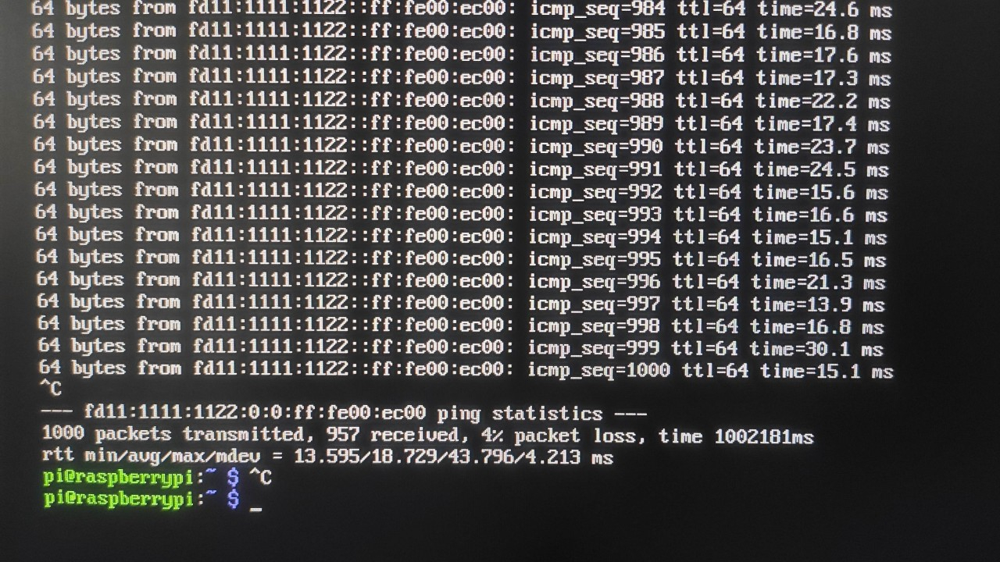 64 bytes from fd11:1111:1122::ff:fe00:ec00: icmp_seq=984 ttl=64 time=24.6 ms
64 bytes from fd11:1111:1122::ff:fe00:ec00: icmp_seq=985 ttl=64 time=16.8 ms
64 bytes from fd11:1111:1122::ff:fe00:ec00: icmp_seq=986 ttl=64 time=17.6 ms
64 bytes from fd11:1111:1122::ff:fe00:ec00: icmp_seq=987 ttl=64 time=17.3 ms
64 bytes from fd11:1111:1122::ff:fe00:ec00: icmp_seq=988 ttl=64 time=22.2 ms
64 bytes from fd11:1111:1122::ff:fe00:ec00: icmp_seq=989 ttl=64 time=17.4 ms
64 bytes from fd11:1111:1122::ff:fe00:ec00: icmp_seq=990 ttl=64 time=23.7 ms
64 bytes from fd11:1111:1122::ff:fe00:ec00: icmp_seq=991 ttl=64 time=24.5 ms
64 bytes from fd11:1111:1122::ff:fe00:ec00: icmp_seq=992 ttl=64 time=15.6 ms
64 bytes from fd11:1111:1122::ff:fe00:ec00: icmp_seq=993 ttl=64 time=16.6 ms
64 bytes from fd11:1111:1122::ff:fe00:ec00: icmp_seq=994 ttl=64 time=15.1 ms
64 bytes from fd11:1111:1122::ff:fe00:ec00: icmp_seq=995 ttl=64 time=16.5 ms
64 bytes from fd11:1111:1122::ff:fe00:ec00: icmp_seq=996 ttl=64 time=21.3 ms
64 bytes from fd11:1111:1122::ff:fe00:ec00: icmp_seq=997 ttl=64 time=13.9 ms
64 bytes from fd11:1111:1122::ff:fe00:ec00: icmp_seq=998 ttl=64 time=16.8 ms
64 bytes from fd11:1111:1122::ff:fe00:ec00: icmp_seq=999 ttl=64 time=30.1 ms
64 bytes from fd11:1111:1122::ff:fe00:ec00: icmp_seq=1000 ttl=64 time=15.1 ms
^C
--- fd11:1111:1122:0:0:ff:fe00:ec00 ping statistics ---
1000 packets transmitted, 957 received, 4% packet loss, time 1002181ms
rtt min/avg/max/mdev = 13.595/18.729/43.796/4.213 ms
pi@raspberrypi:~ $ ^C
pi@raspberrypi:~ $ _